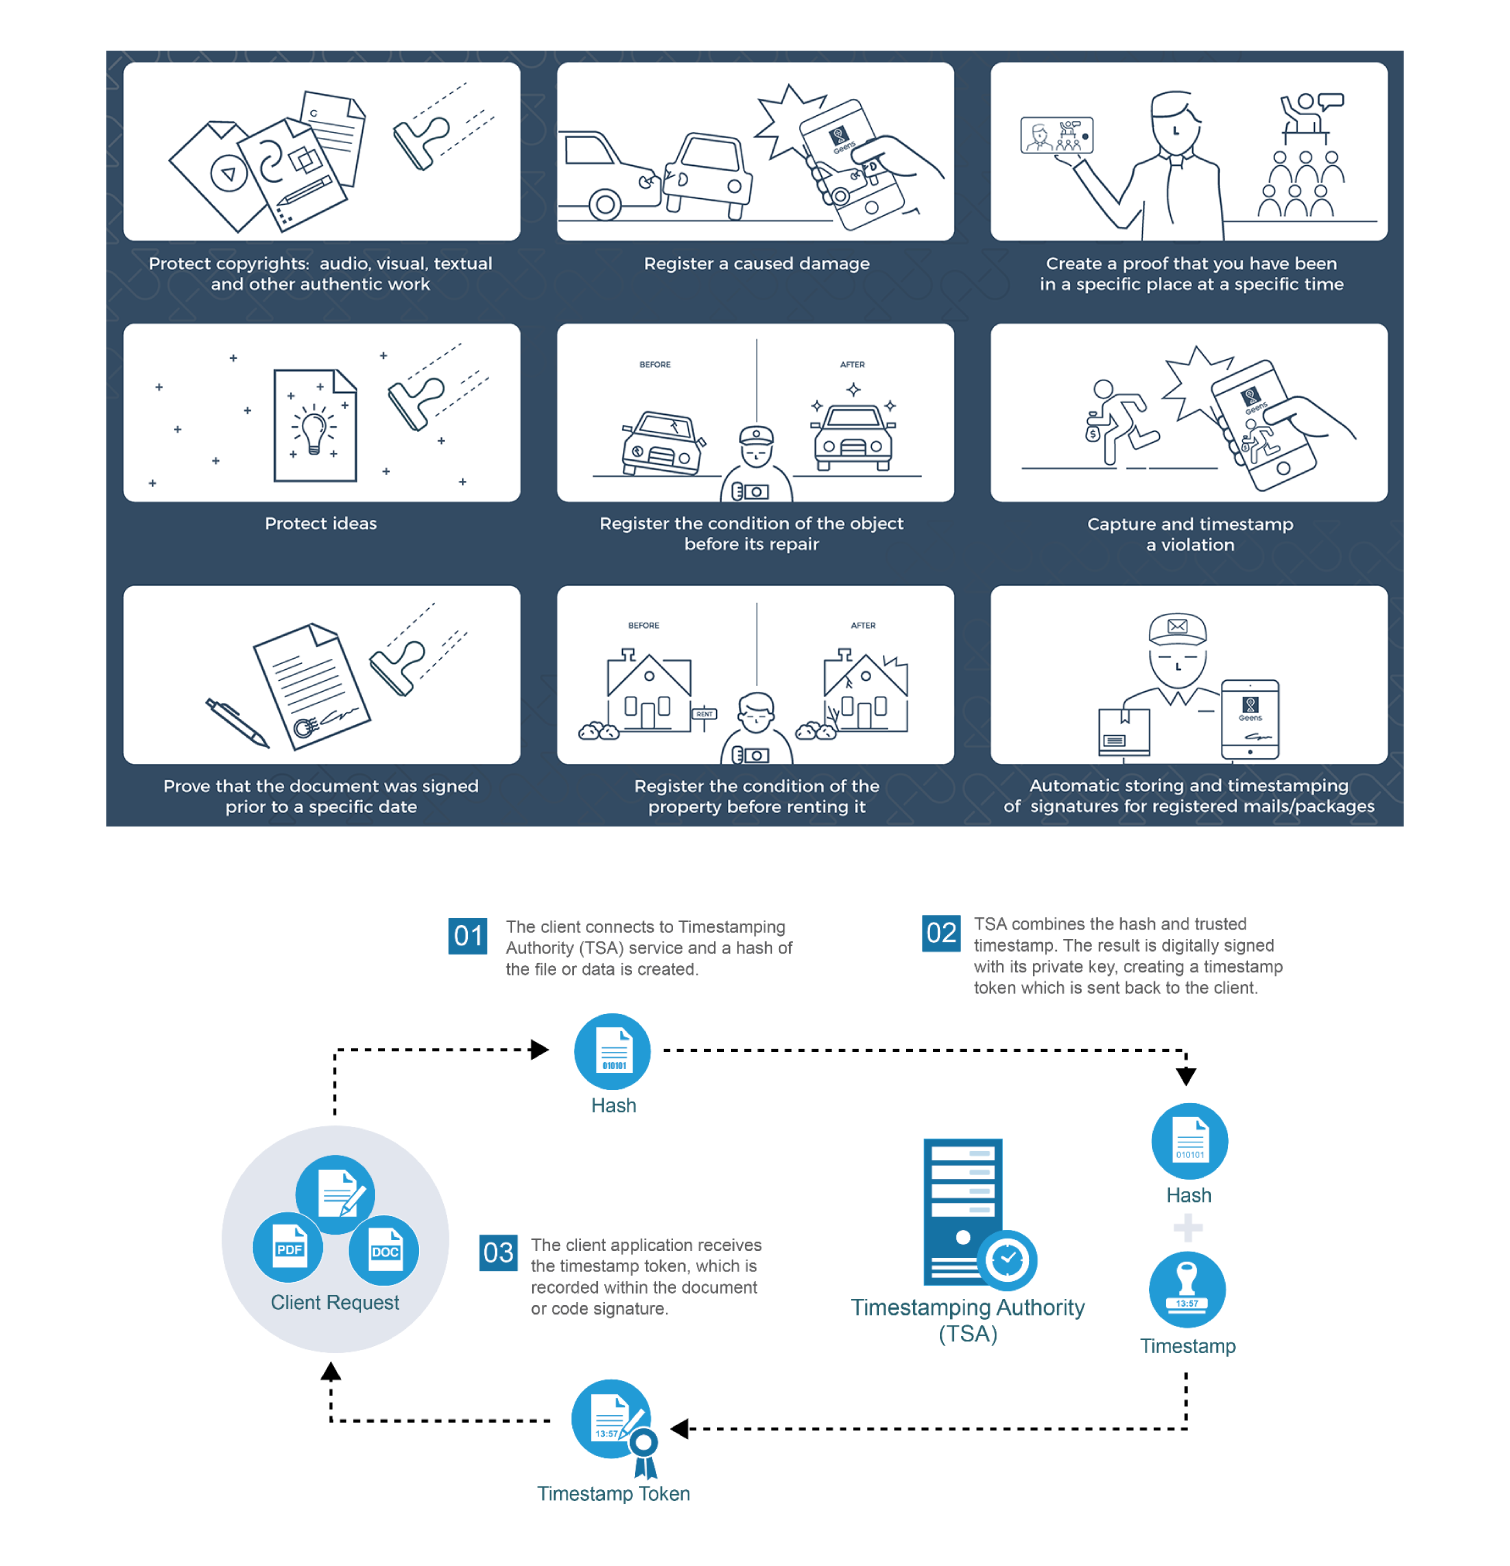 G
Geens
Protect copyrights:  audio, visual, textual
and other authentic work
Register a caused damage
Create a proof that you have been
in a specific place at a specific time
BEFORE
AFTER
$
Geens
$
Protect ideas
Register the condition of the object
before its repair
Capture and timestamp
a violation
BEFORE
AFTER
RENT
Geens
Prove that the document was signed
prior to a specific date
Register the condition of the
property before renting it
Automatic storing and timestamping
of  signatures for registered mails/packages
01
The client connects to Timestamping
Authority (TSA) service and a hash of
the file or data is created.
02
TSA combines the hash and trusted
timestamp. The result is digitally signed
with its private key, creating a timestamp
token which is sent back to the client.
010101
Hash
010101
Hash
PDF
DOC
Client Request
03
The client application receives
the timestamp token, which is
recorded within the document
or code signature.
Timestamping Authority
(TSA)
13:57
Timestamp
13:57
Timestamp Token